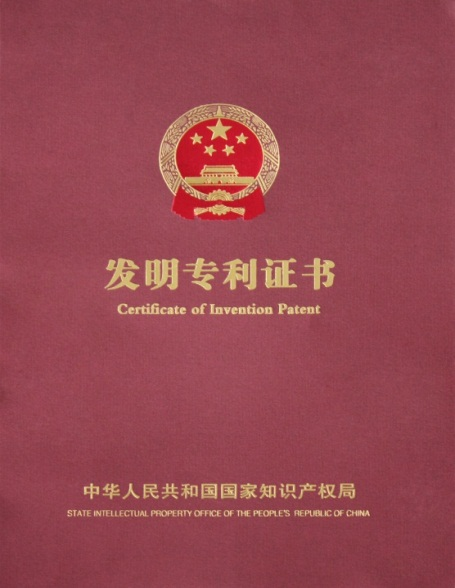 发明专利证书
Certificate of Invention Patent
中华人民共和国国家知识产权局
STATE INTELLECTUAL PROPERTY OFFICE OF THE PEOPLE'S REPUBLIC OF CHINA